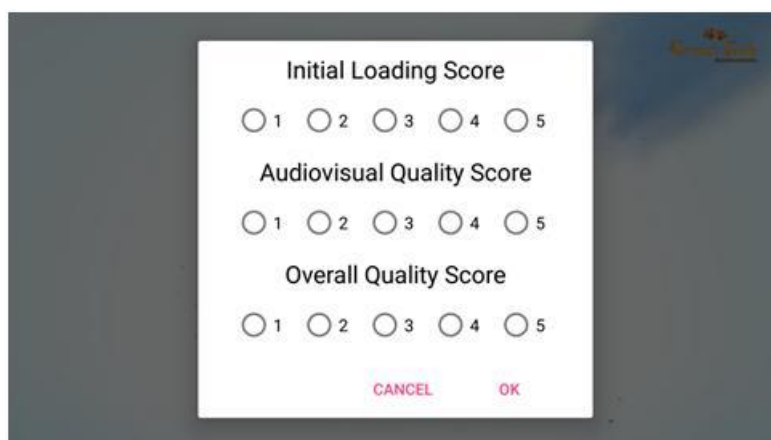 Initial Loading Score
1 2 3 4 5
Audiovisual Quality Score
1 2 3 4 5
Overall Quality Score
1 2 3 4 5
CANCEL OK